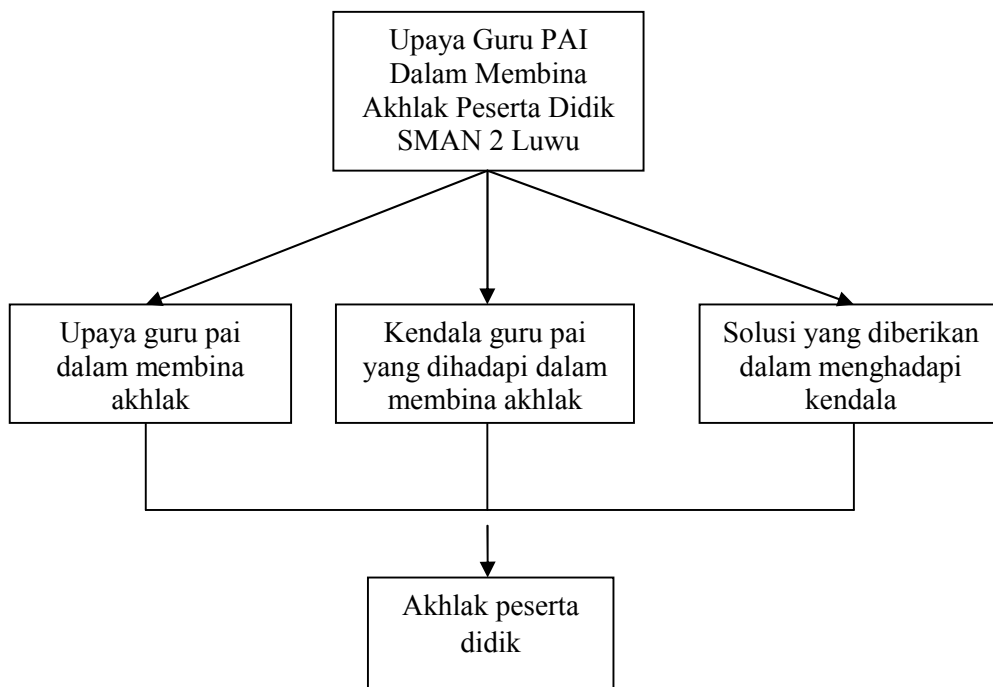 Upaya Guru PAI
Dalam Membina
Akhlak Peserta Didik
SMAN 2 Luwu
Upaya guru pai
dalam membina
akhlak
Kendala guru pai
yang dihadapi dalam
membina akhlak
Solusi yang diberikan
dalam menghadapi
kendala
Akhlak peserta
didik